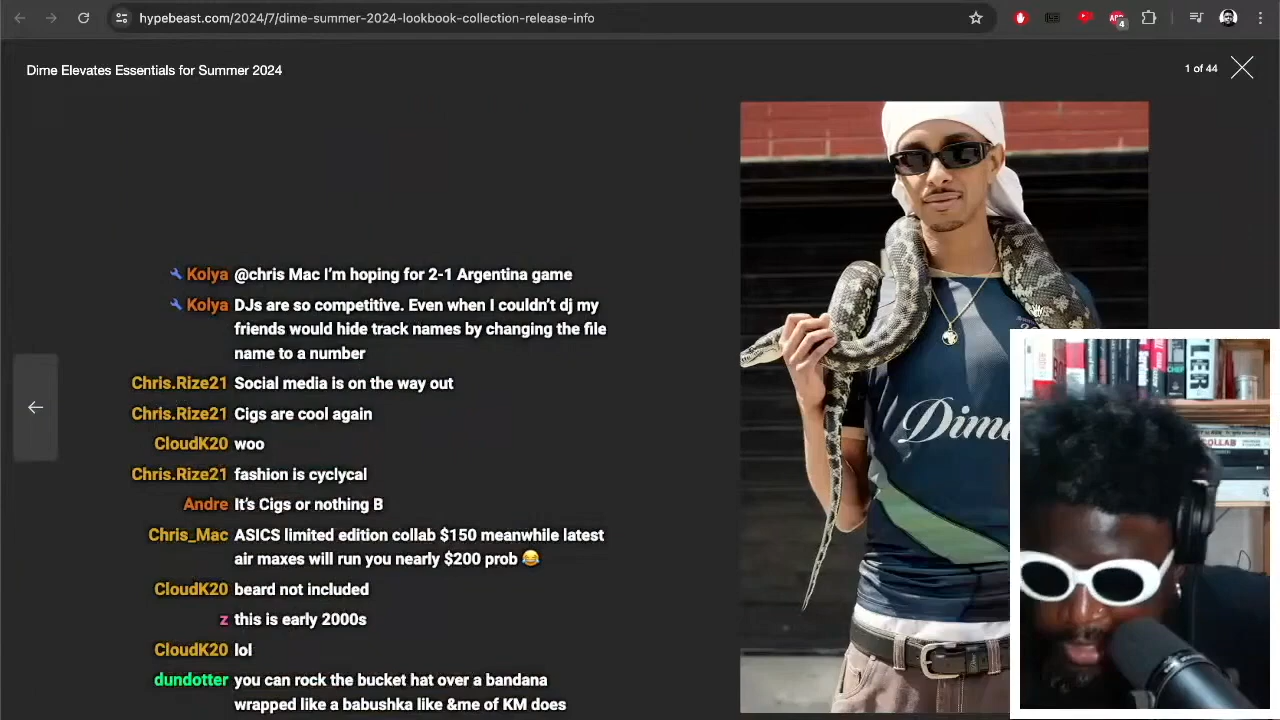 hypebeast.com/2024/7/dime-summer-2024-lookbook-collection-release-info
4
Dime Elevates Essentials for Summer 2024
1 of 44
Kolya @chris Mac I'm hoping for 2-1 Argentina game
Kolya DJs are so competitive. Even when I couldn't dj my
friends would hide track names by changing the file
name to a number
Chris.Rize21 Social media is on the way out
Chris.Rize21 Cigs are cool again
CloudK20 woo
Chris.Rize21 fashion is cyclycal
Andre It's Cigs or nothing B
Chris_Mac ASICS limited edition collab $150 meanwhile latest
air maxes will run you nearly $200 prob 😂
CloudK20 beard not included
z this is early 2000s
CloudK20 lol
dundotter you can rock the bucket hat over a bandana
wrapped like a babushka like &me of KM does
COLLAB